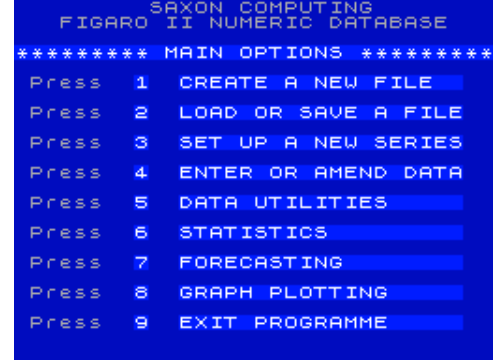 SAXON COMPUTING
FIGARO II NUMERIC DATABASE
********* MAIN OPTIONS *********
Press 1 CREATE A NEW FILE
Press 2 LOAD OR SAVE A FILE
Press 3 SET UP A NEW SERIES
Press 4 ENTER OR AMEND DATA
Press 5 DATA UTILITIES
Press 6 STATISTICS
Press 7 FORECASTING
Press 8 GRAPH PLOTTING
Press 9 EXIT PROGRAMME